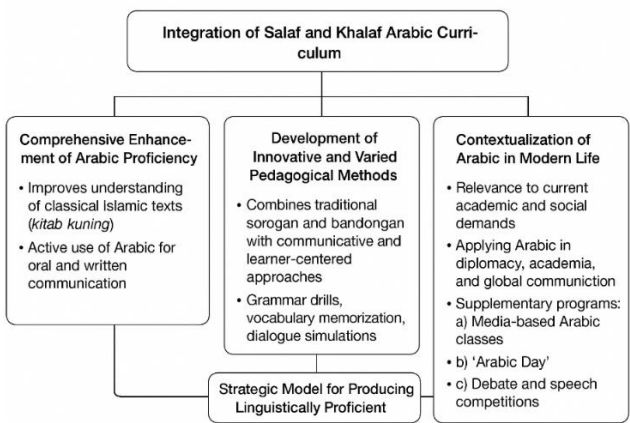 Integration of Salaf and Khalaf Arabic Curri-
culum
Comprehensive Enhance-
ment of Arabic Proficiency
• Improves understanding
of classical Islamic texts
(kitab kuning)
• Active use of Arabic for
oral and written
communication
Development of
Innovative and Varied
Pedagogical Methods
• Combines traditional
sorogan and bandongan
with communicative and
learner-centered
approaches
• Grammar drills,
vocabulary memorization,
dialogue simulations
Contextualization of
Arabic in Modern Life
• Relevance to current
academic and social
demands
• Applying Arabic in
diplomacy, academia,
and global communiction
• Supplementary programs:
a) Media-based Arabic
classes
• b) ‘Arabic Day’
• c) Debate and speech
competitions
Strategic Model for Producing
Linguistically Proficient